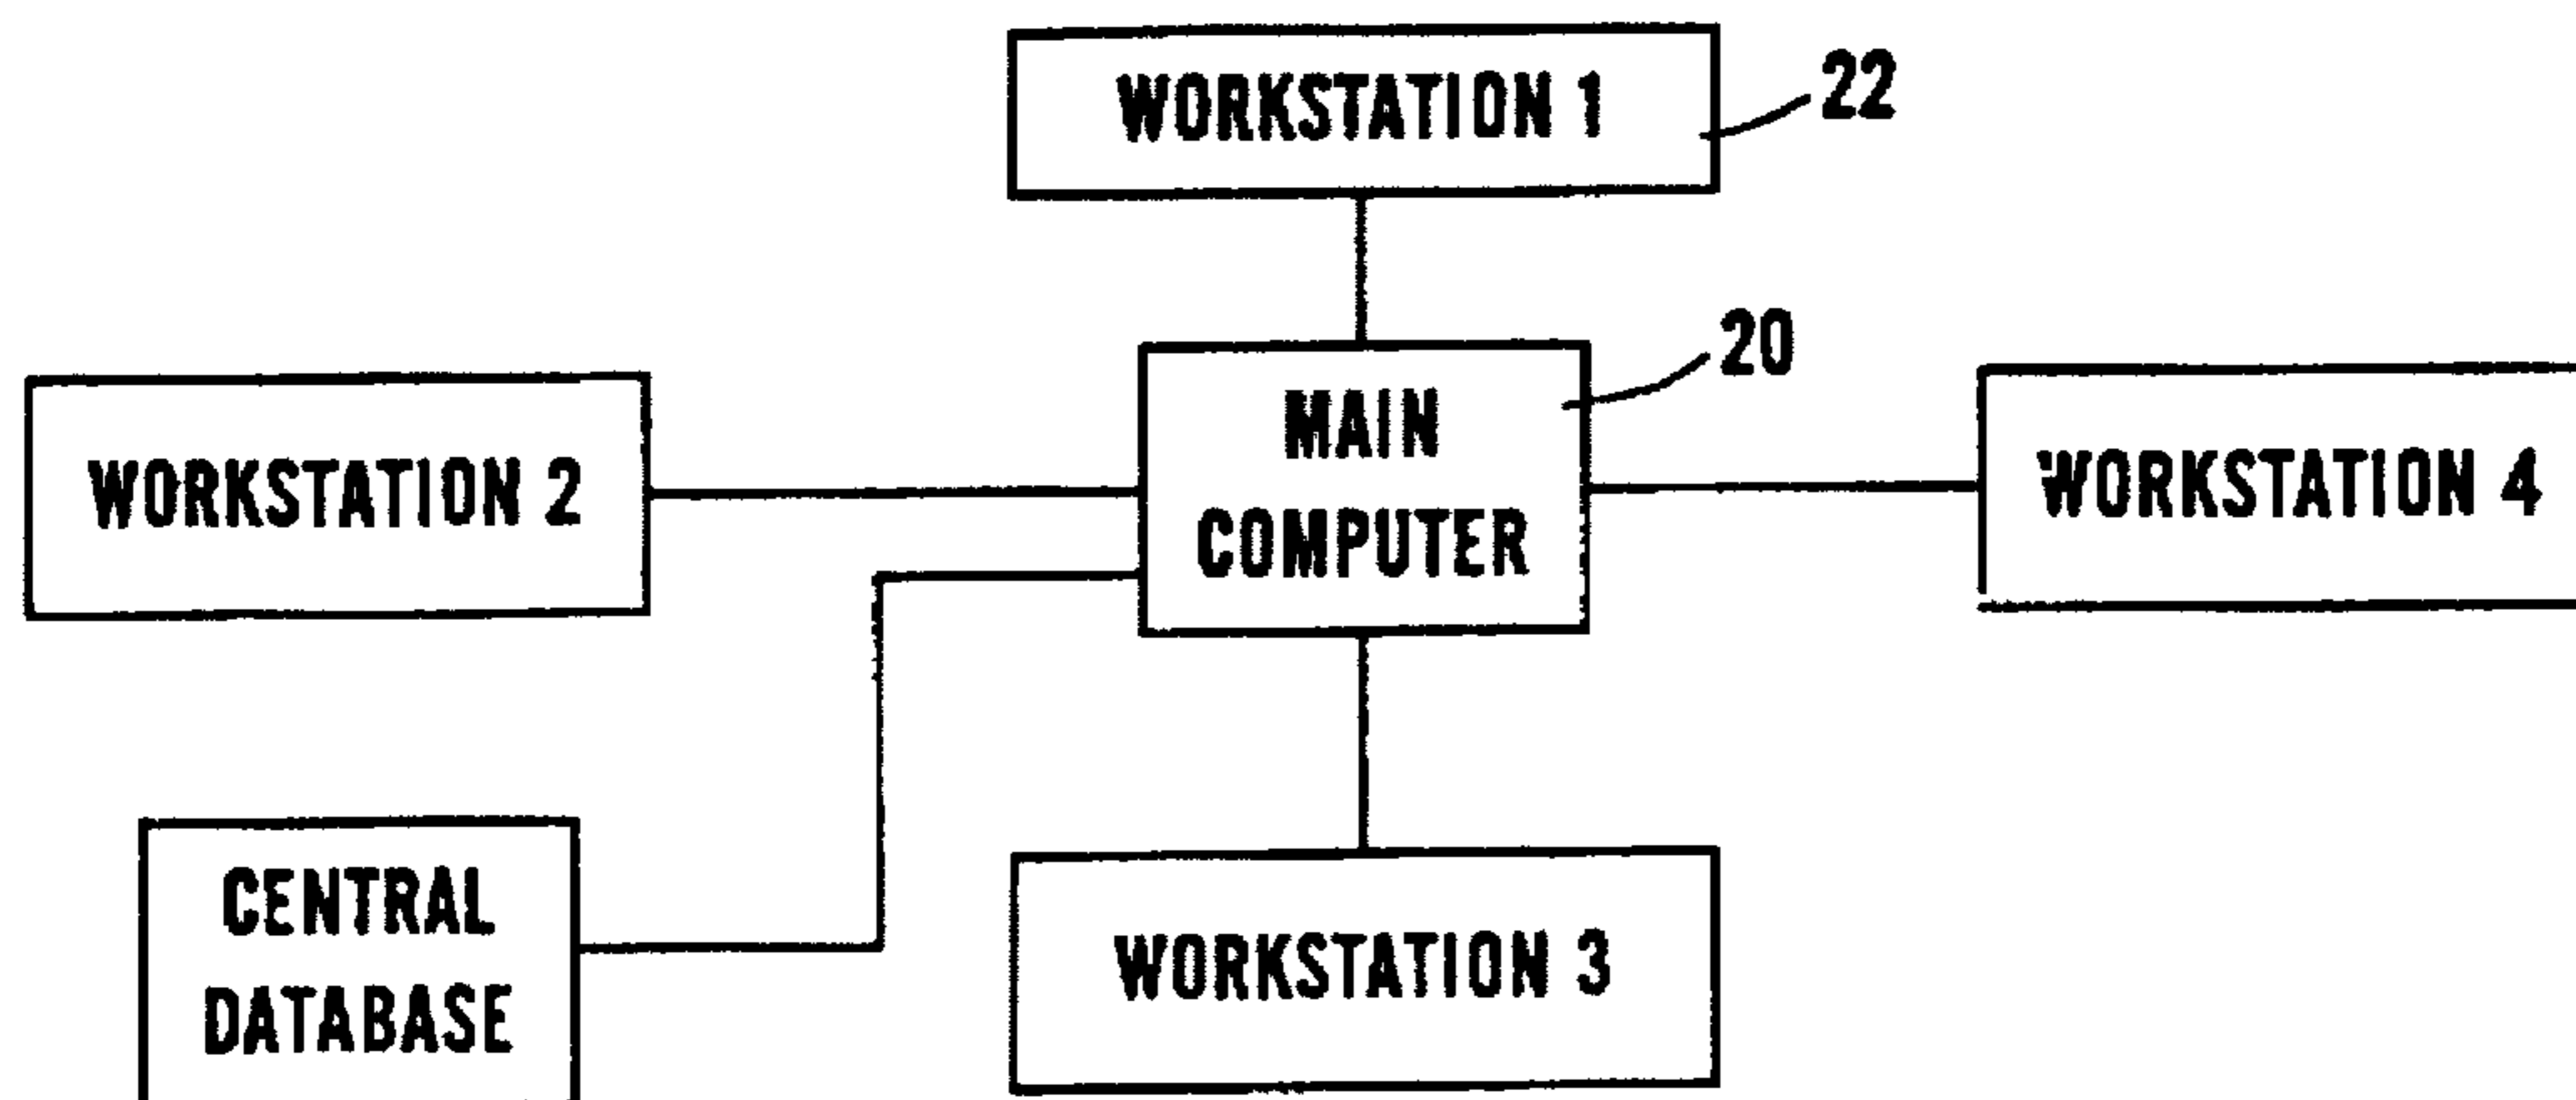 WORKSTATION 1
22
20
MAIN
COMPUTER
WORKSTATION 2
WORKSTATION 4
CENTRAL
DATABASE
WORKSTATION 3